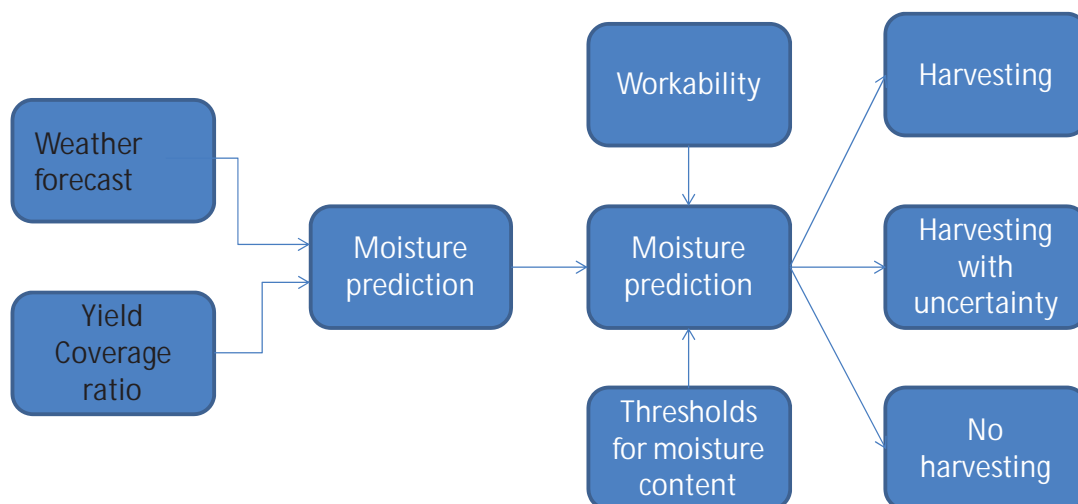 Weather
forecast
Yield
Coverage
ratio
Moisture
prediction
Workability
Moisture
prediction
Thresholds
for moisture
content
Harvesting
Harvesting
with
uncertainty
No
harvesting